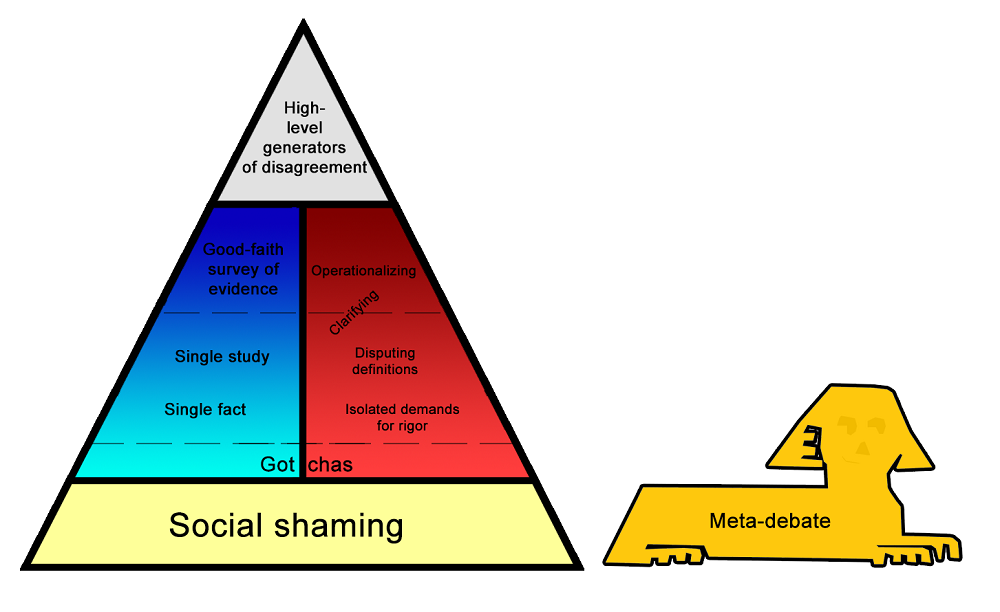 High-
level
generators
of disagreement
Good-faith
survey of
evidence
Operationalizing
Clarifying
Single study
Disputing
definitions
Single fact
Isolated demands
for rigor
Got chas
Social shaming
Meta-debate